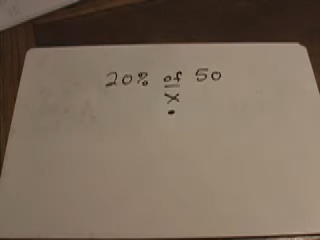 20% of 50
=
x
•